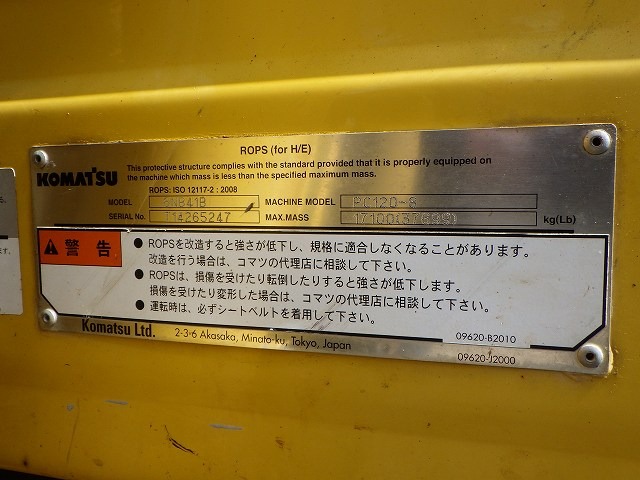 ROPS (for H/E)
KOMATSU
This protective structure complies with the standard provided that it is properly equipped on
the machine which mass is less than the specified maximum mass.
ROPS: ISO 12117-2 : 2008
MODEL MACHINE MODEL PC120-8
SERIAL No. T14265247 MAX.MASS 17100 kg(Lb)
警告
● ROPSを改造すると強さが低下し、規格に適合しなくなることがあります。
改造を行う場合は、コマツの代理店に相談して下さい。
● ROPSは、損傷を受けたり転倒したりすると強さが低下します。
損傷を受けたり変形した場合は、コマツの代理店に相談して下さい。
● 運転時は、必ずシートベルトを着用して下さい。
Komatsu Ltd. 2-3-6 Akasaka, Minato-ku, Tokyo, Japan
09620-B2010
09620-J2000